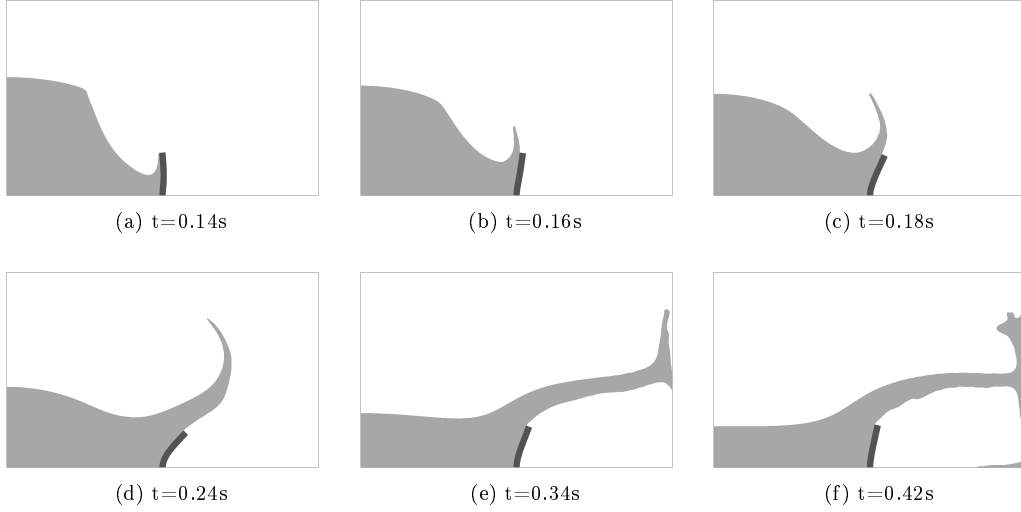 (a) t=0.14s
(b) t=0.16s
(c) t=0.18s
(d) t=0.24s
(e) t=0.34s
(f) t=0.42s